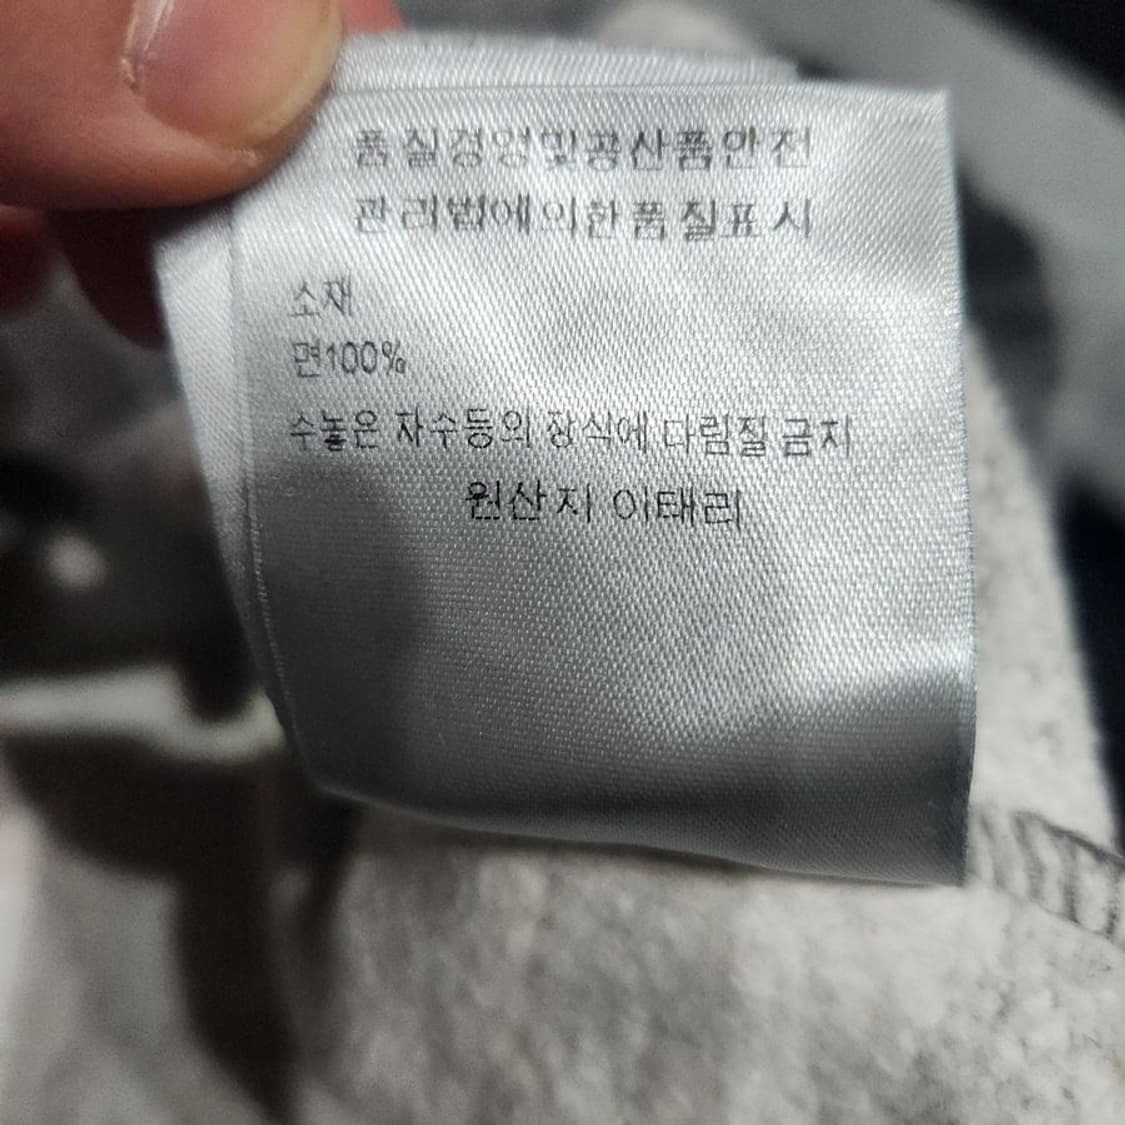 품질경영및공산품안전
관리법에의한품질표시
소재
면100%
수놓은 자수등의 장식에 다림질 금지
원산지 이태리